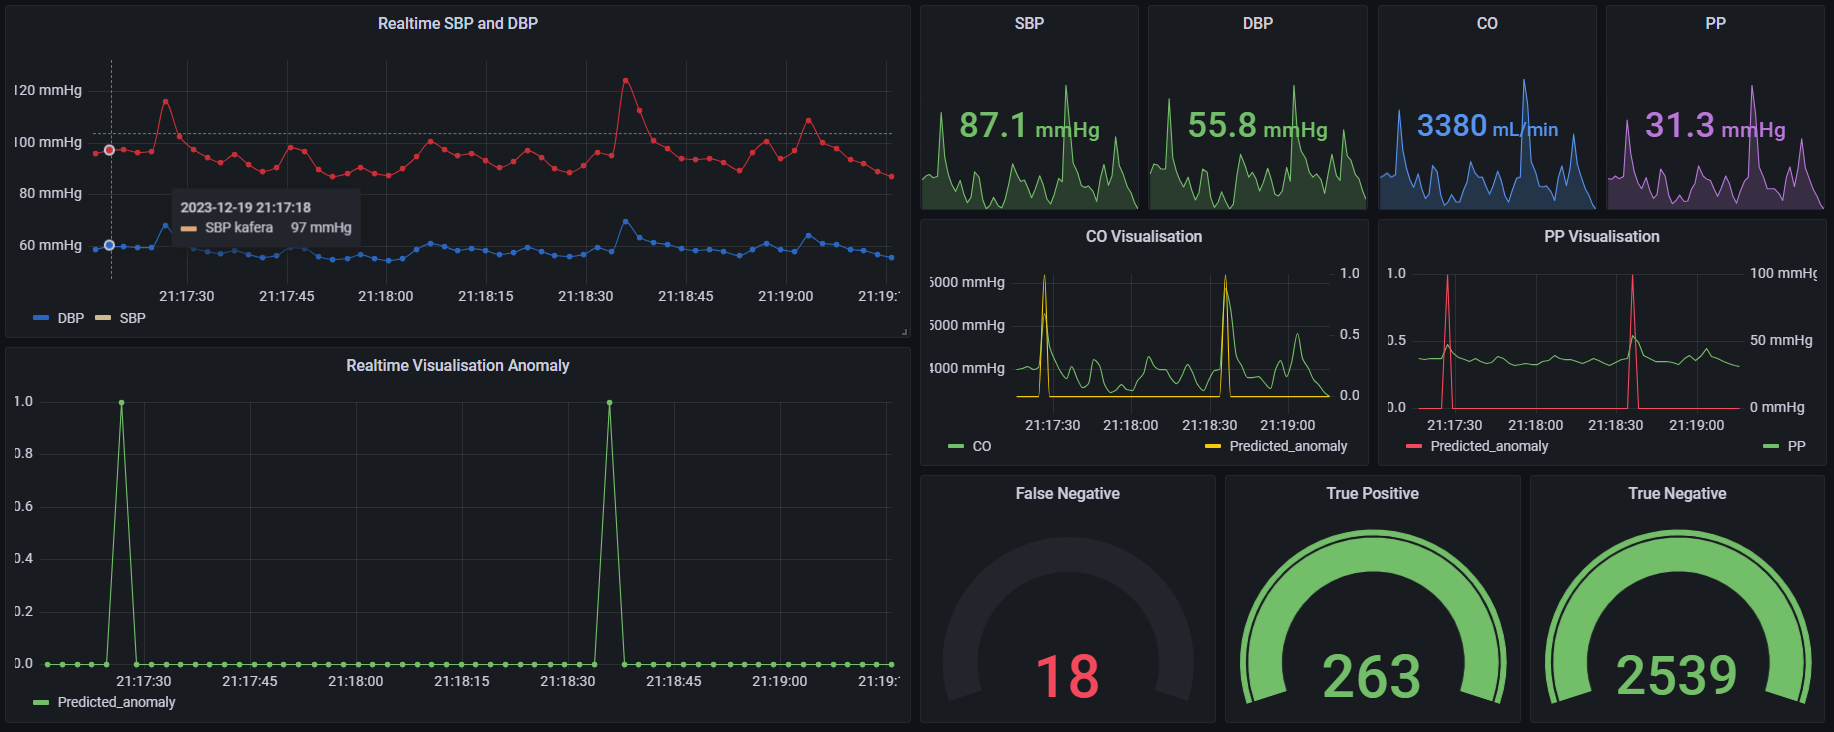 Realtime SBP and DBP
120 mmHg
100 mmHg
80 mmHg
60 mmHg
2023-12-19 21:17:18
SBP kafera 97 mmHg
21:17:30 21:17:45 21:18:00 21:18:15 21:18:30 21:18:45 21:19:00 21:19:
DBP SBP
SBP
87.1 mmHg
DBP
55.8 mmHg
CO
3380 mL/min
PP
31.3 mmHg
CO Visualisation
6000 mmHg
5000 mmHg
4000 mmHg
1.0
0.5
0.0
21:17:30 21:18:00 21:18:30 21:19:00
CO Predicted_anomaly
PP Visualisation
1.0
0.5
0.0
100 mmHg
50 mmHg
0 mmHg
21:17:30 21:18:00 21:18:30 21:19:00
Predicted_anomaly PP
Realtime Visualisation Anomaly
1.0
0.8
0.6
0.4
0.2
0.0
21:17:30 21:17:45 21:18:00 21:18:15 21:18:30 21:18:45 21:19:00 21:19:
Predicted_anomaly
False Negative
18
True Positive
263
True Negative
2539